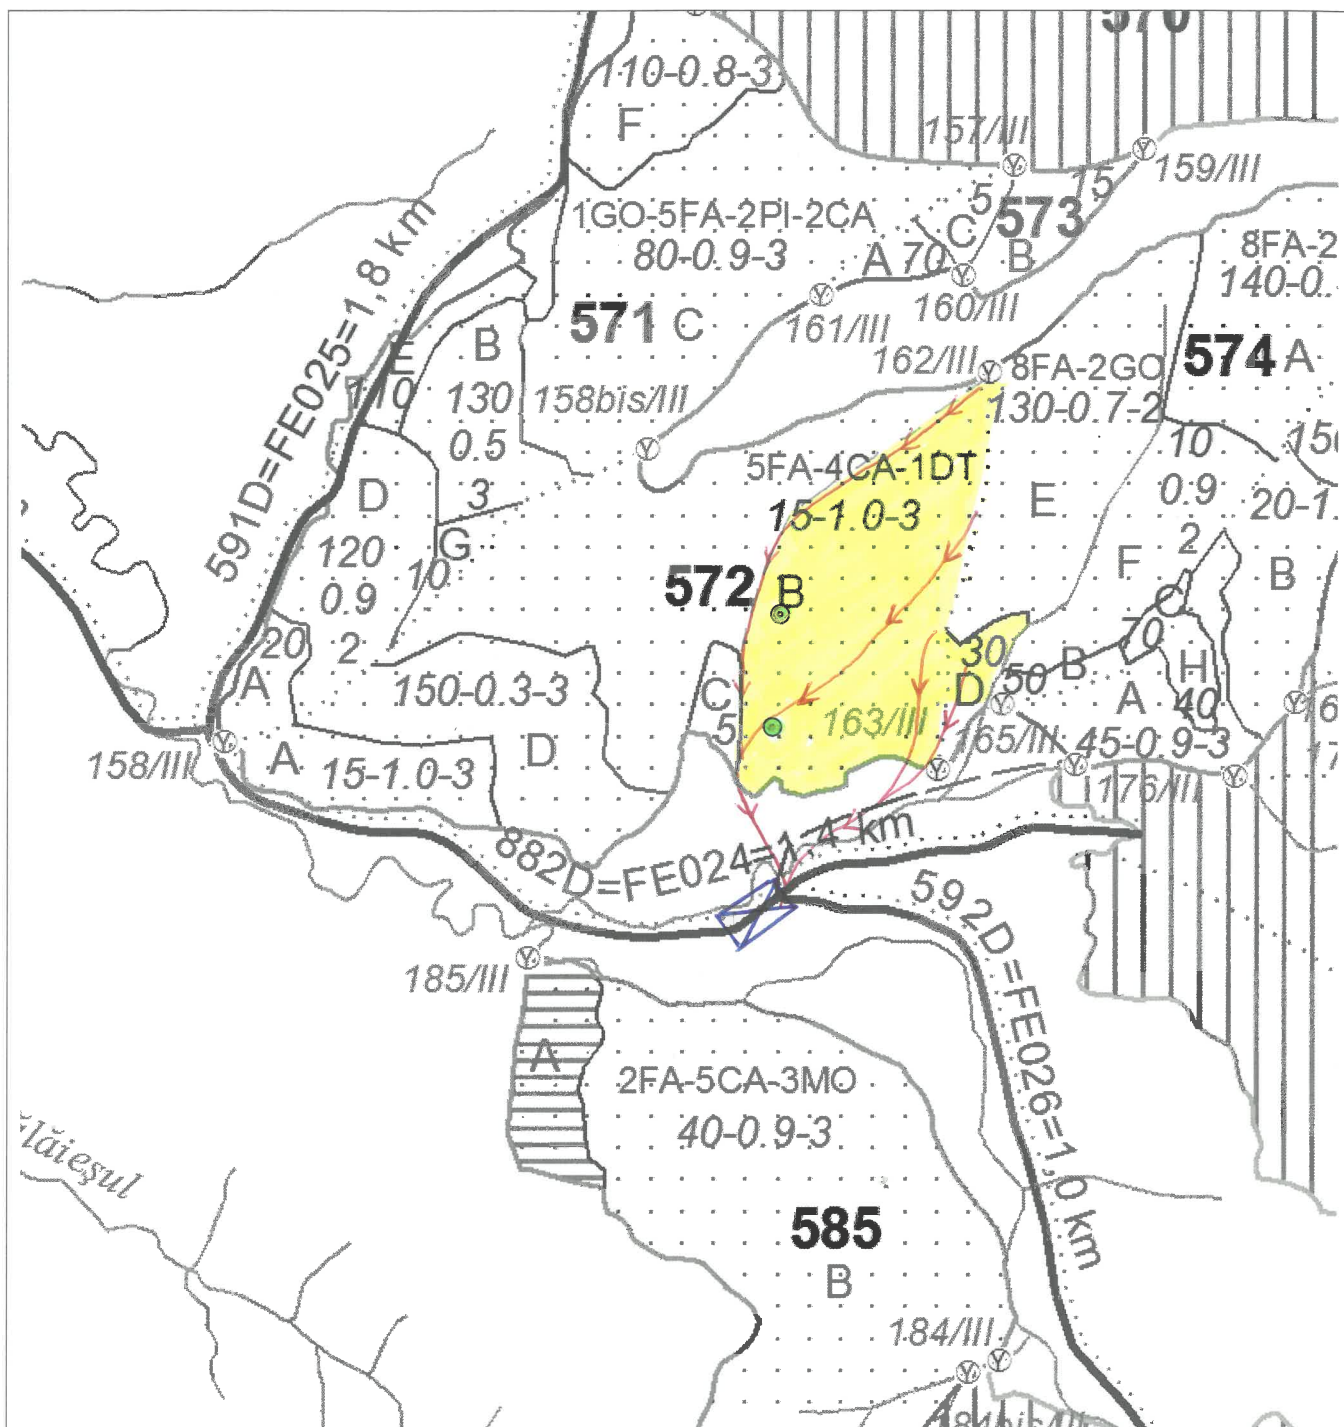 570
110-0.8-3
F
157/III
159/III
15
5
573
1GO-5FA-2PI-2CA
80-0.9-3
C
B
A 70
8FA-2
140-0.
160/III
161/III
571 C
162/III
574 A
8FA-2GO
130-0.7-2
591D=FE025=1,8 km
E
110
B
130
0.5
3
158bis/III
5FA-4CA-1DT
15-1.0-3
10
0.9
2
20-1.
D
120
0.9
2
G
10
E
F
B
572
B
20
A
150-0.3-3
C
5
30
D
50
B
70
H
40
A
163/III
165/III
45-0.9-3
158/III
A
15-1.0-3
D
176/III
882D=FE024=1,4 km
592D=FE026=1,0 km
185/III
A
2FA-5CA-3MO
40-0.9-3
lăieşul
585
B
184/III
184bis/III